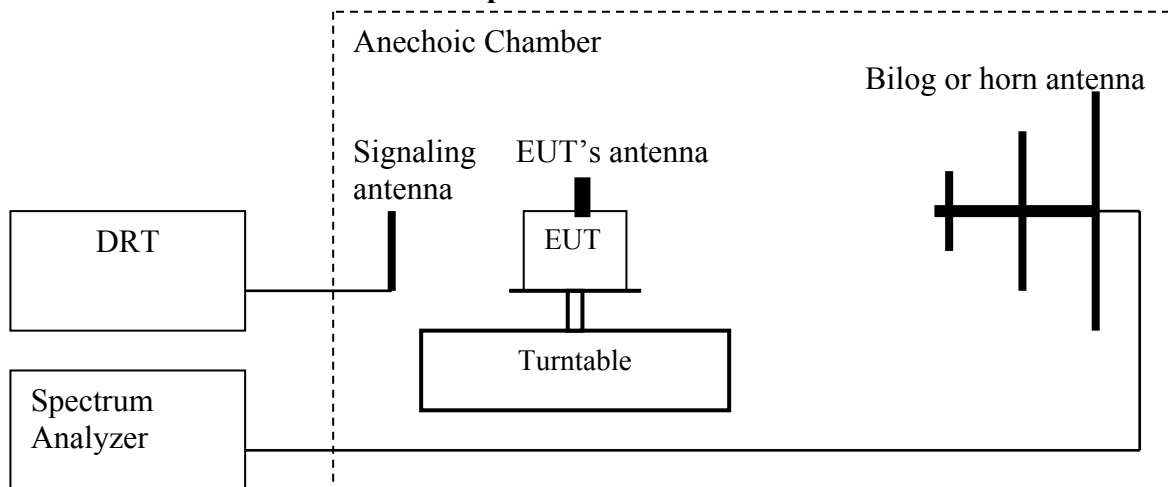 Anechoic Chamber
Bilog or horn antenna
Signaling
antenna
EUT’s antenna
DRT
EUT
Turntable
Spectrum
Analyzer